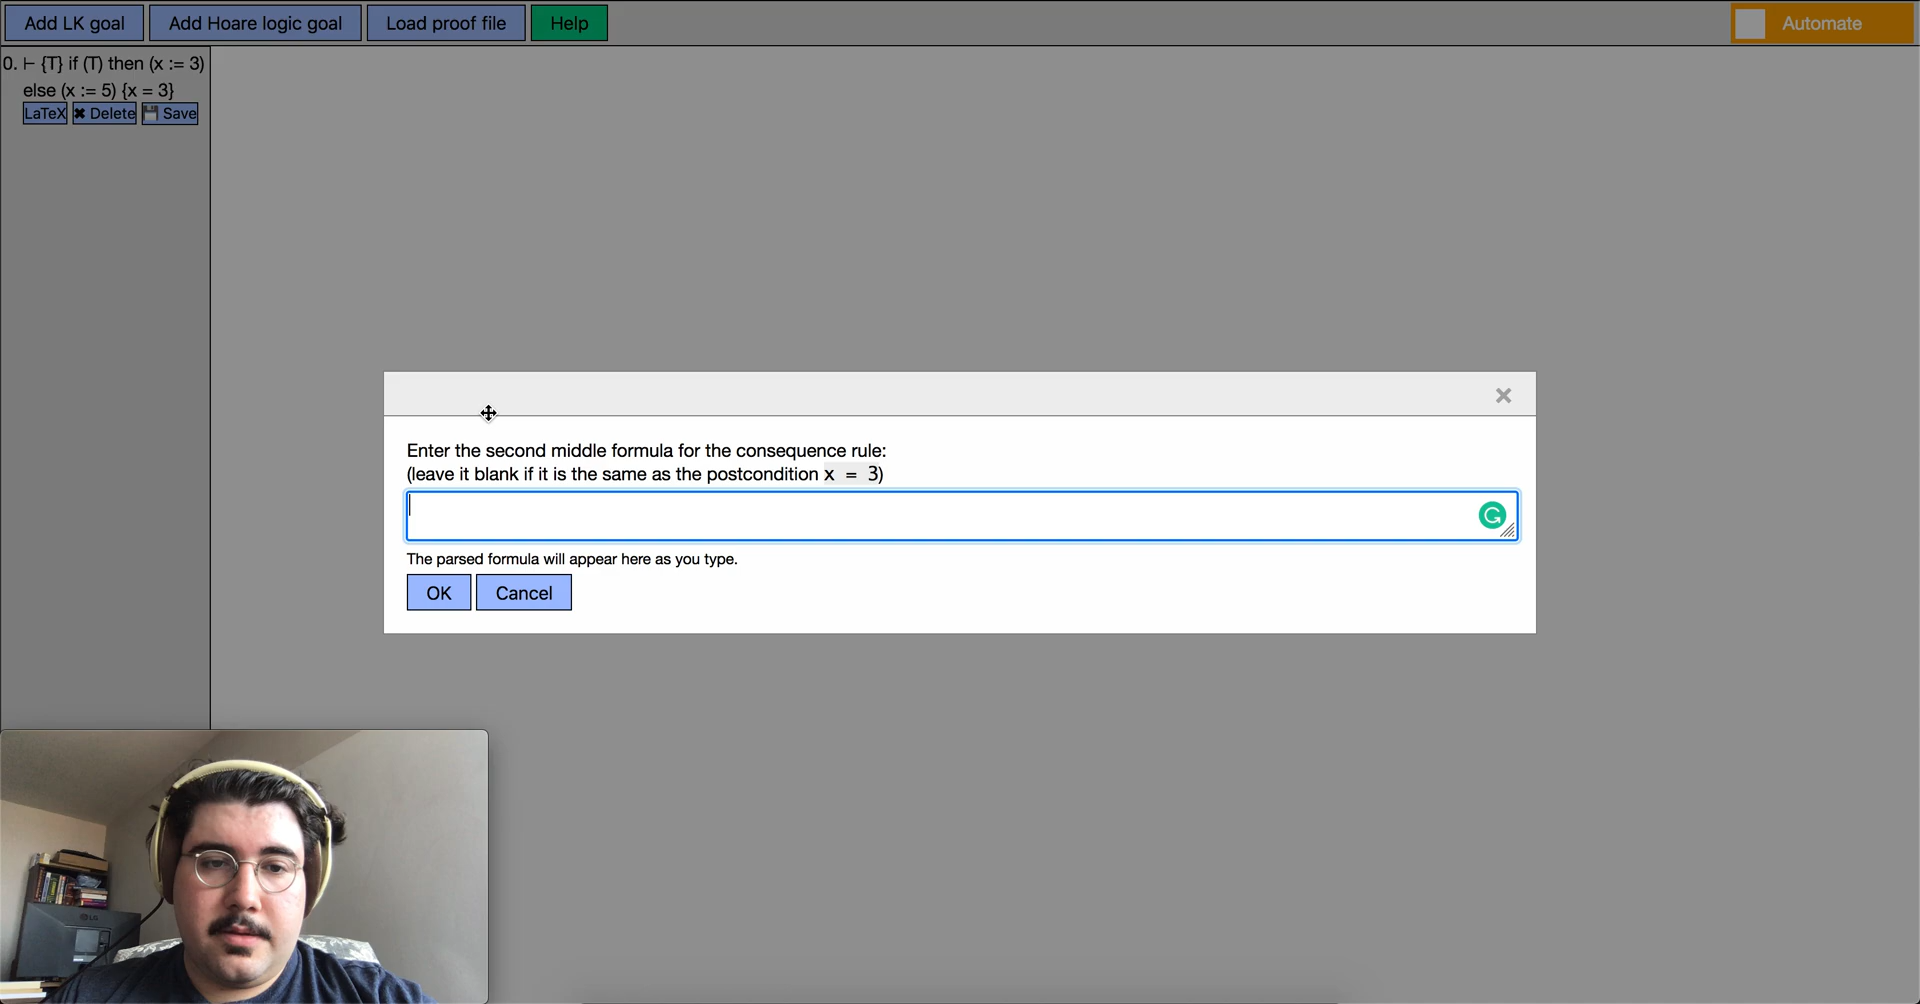 Add LK goal
Add Hoare logic goal
Load proof file
Help
Automate
0. ⊢ {T} if (T) then (x := 3)
else (x := 5) {x = 3}
LaTeX
✖ Delete
💾 Save
Enter the second middle formula for the consequence rule:
(leave it blank if it is the same as the postcondition x = 3)
The parsed formula will appear here as you type.
OK
Cancel
LG